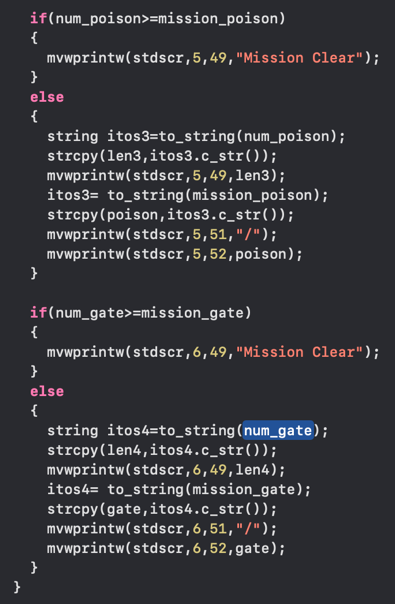 if(num_poison>=mission_poison)
{
mvwprintw(stdscr,5,49,"Mission Clear");
}
else
{
string itos3=to_string(num_poison);
strcpy(len3,itos3.c_str());
mvwprintw(stdscr,5,49,len3);
itos3= to_string(mission_poison);
strcpy(poison,itos3.c_str());
mvwprintw(stdscr,5,51,"/");
mvwprintw(stdscr,5,52,poison);
}
if(num_gate>=mission_gate)
{
mvwprintw(stdscr,6,49,"Mission Clear");
}
else
{
string itos4=to_string(num_gate);
strcpy(len4,itos4.c_str());
mvwprintw(stdscr,6,49,len4);
itos4= to_string(mission_gate);
strcpy(gate,itos4.c_str());
mvwprintw(stdscr,6,51,"/");
mvwprintw(stdscr,6,52,gate);
}
}